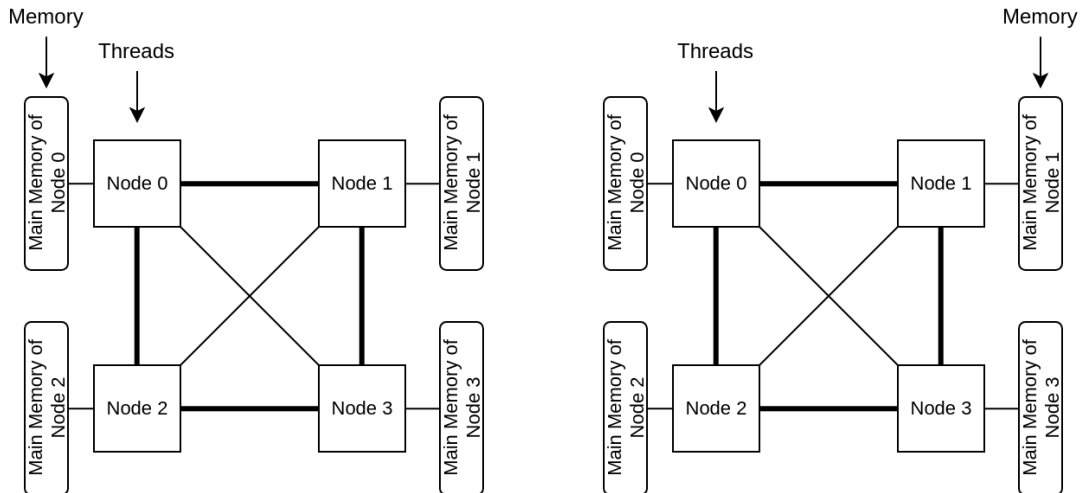 Memory
Threads
Main Memory of
Node 0
Node 0
Node 1
Main Memory of
Node 1
Main Memory of
Node 2
Node 2
Node 3
Main Memory of
Node 3
Memory
Threads
Main Memory of
Node 0
Node 0
Node 1
Main Memory of
Node 1
Main Memory of
Node 2
Node 2
Node 3
Main Memory of
Node 3